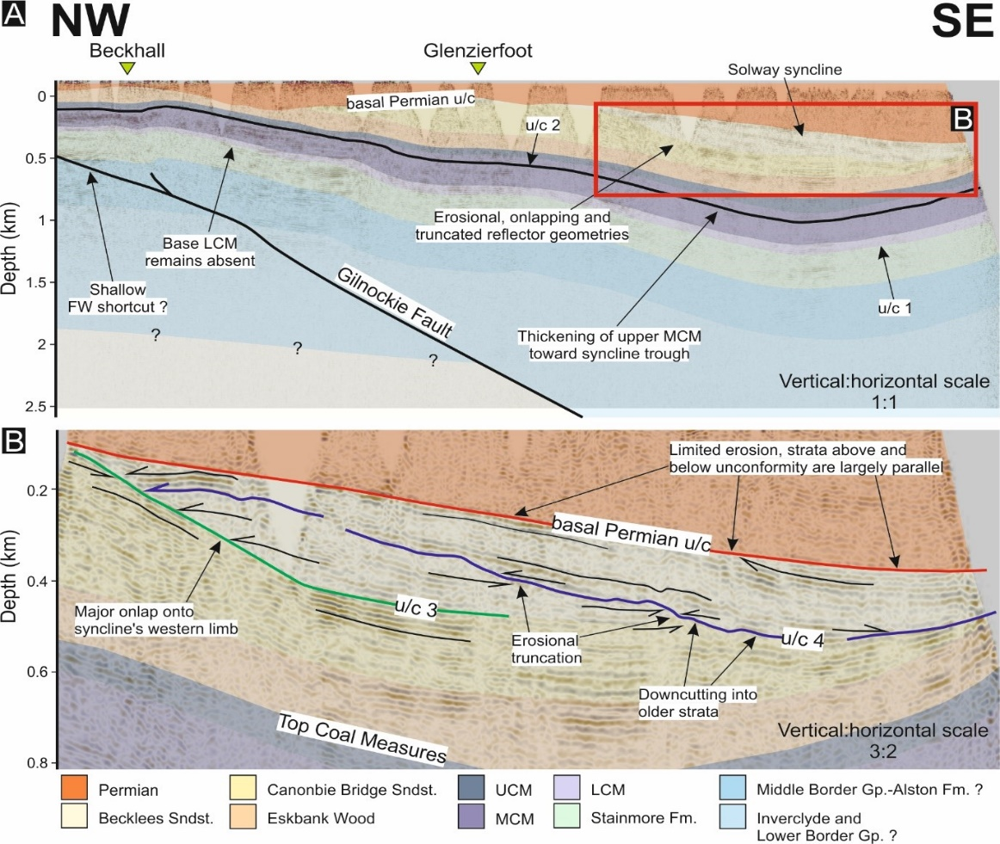 A
NW
SE
Beckhall
Glenzierfoot
Solway syncline
basal Permian u/c
B
u/c 2
0
0.5
1
1.5
2
2.5
Depth (km)
Erosional, onlapping and
truncated reflector geometries
Base LCM
remains absent
Shallow
FW shortcut ?
Gilnockie Fault
u/c 1
Thickening of upper MCM
toward syncline trough
?
?
?
Vertical:horizontal scale
1:1
B
Limited erosion, strata above and
below unconformity are largely parallel
0.2
0.4
0.6
0.8
Depth (km)
basal Permian u/c
u/c 3
Major onlap onto
syncline's western limb
u/c 4
Erosional
truncation
Downcutting into
older strata
Top Coal Measures
Vertical:horizontal scale
3:2
Permian
Canonbie Bridge Sndst.
UCM
LCM
Middle Border Gp.-Alston Fm. ?
Becklees Sndst.
Eskbank Wood
MCM
Stainmore Fm.
Inverclyde and
Lower Border Gp. ?